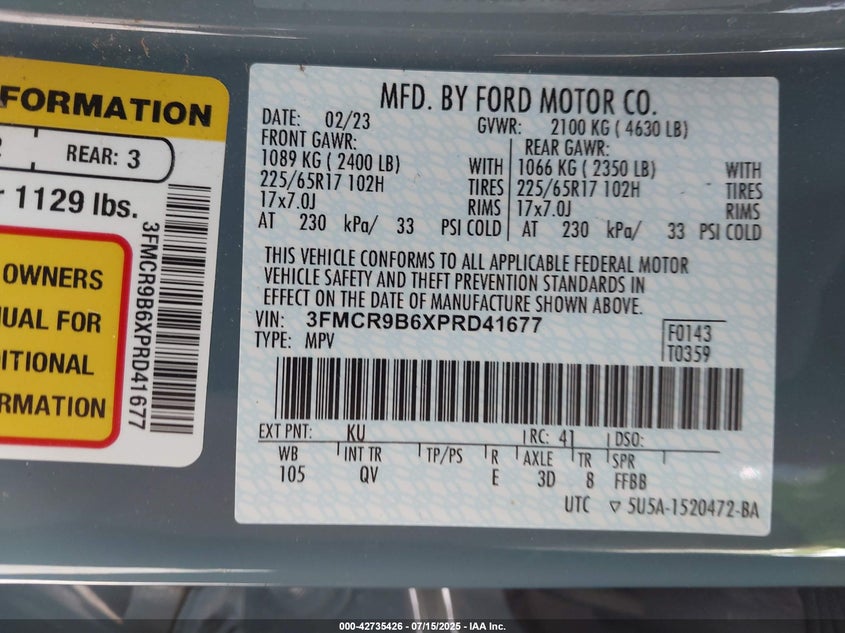 FORMATION
REAR: 3
1129 lbs.
OWNERS
UAL FOR
ITIONAL
RMATION
3FMCR9B6XPRD41677
MFD. BY FORD MOTOR CO.
DATE: 02/23 GVWR: 2100 KG ( 4630 LB)
FRONT GAWR: REAR GAWR:
1089 KG ( 2400 LB) WITH 1066 KG ( 2350 LB) WITH
225/65R17 102H TIRES 225/65R17 102H TIRES
17x7.0J RIMS 17x7.0J RIMS
AT 230 kPa/ 33 PSI COLD AT 230 kPa/ 33 PSI COLD
THIS VEHICLE CONFORMS TO ALL APPLICABLE FEDERAL MOTOR
VEHICLE SAFETY AND THEFT PREVENTION STANDARDS IN
EFFECT ON THE DATE OF MANUFACTURE SHOWN ABOVE.
VIN: 3FMCR9B6XPRD41677
TYPE: MPV
F0143
T0359
EXT PNT: KU RC: 41 DSO:
WB INT TR TP/PS R AXLE TR SPR
105 QV E 3D 8 FFBB
UTC ▽ 5U5A-1520472-BA
000-42735426 - 07/15/2025 - IAA Inc.